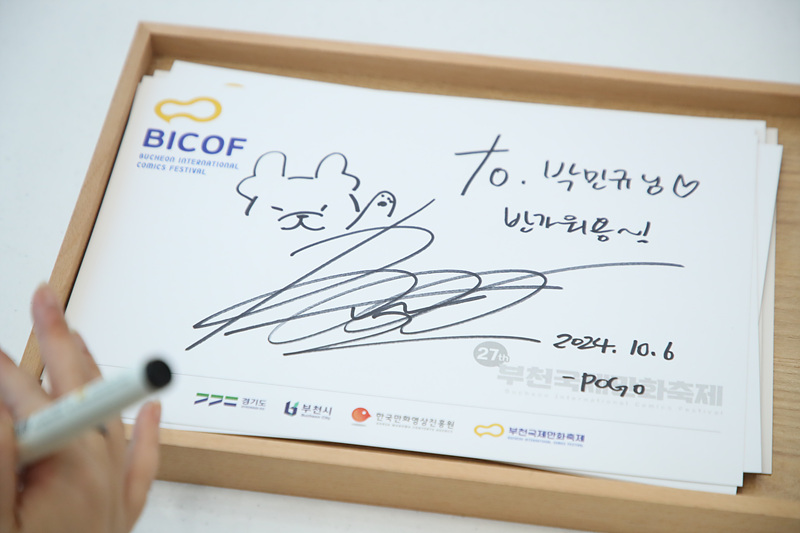 BICOF
BUCHEON INTERNATIONAL
COMICS FESTIVAL
To. 박민규님♡
반가워용
2024. 10. 6
- POGO
27th
부천국제만화축제
경기도
부천시
Bucheon City
한국만화영상진흥원
부천국제만화축제